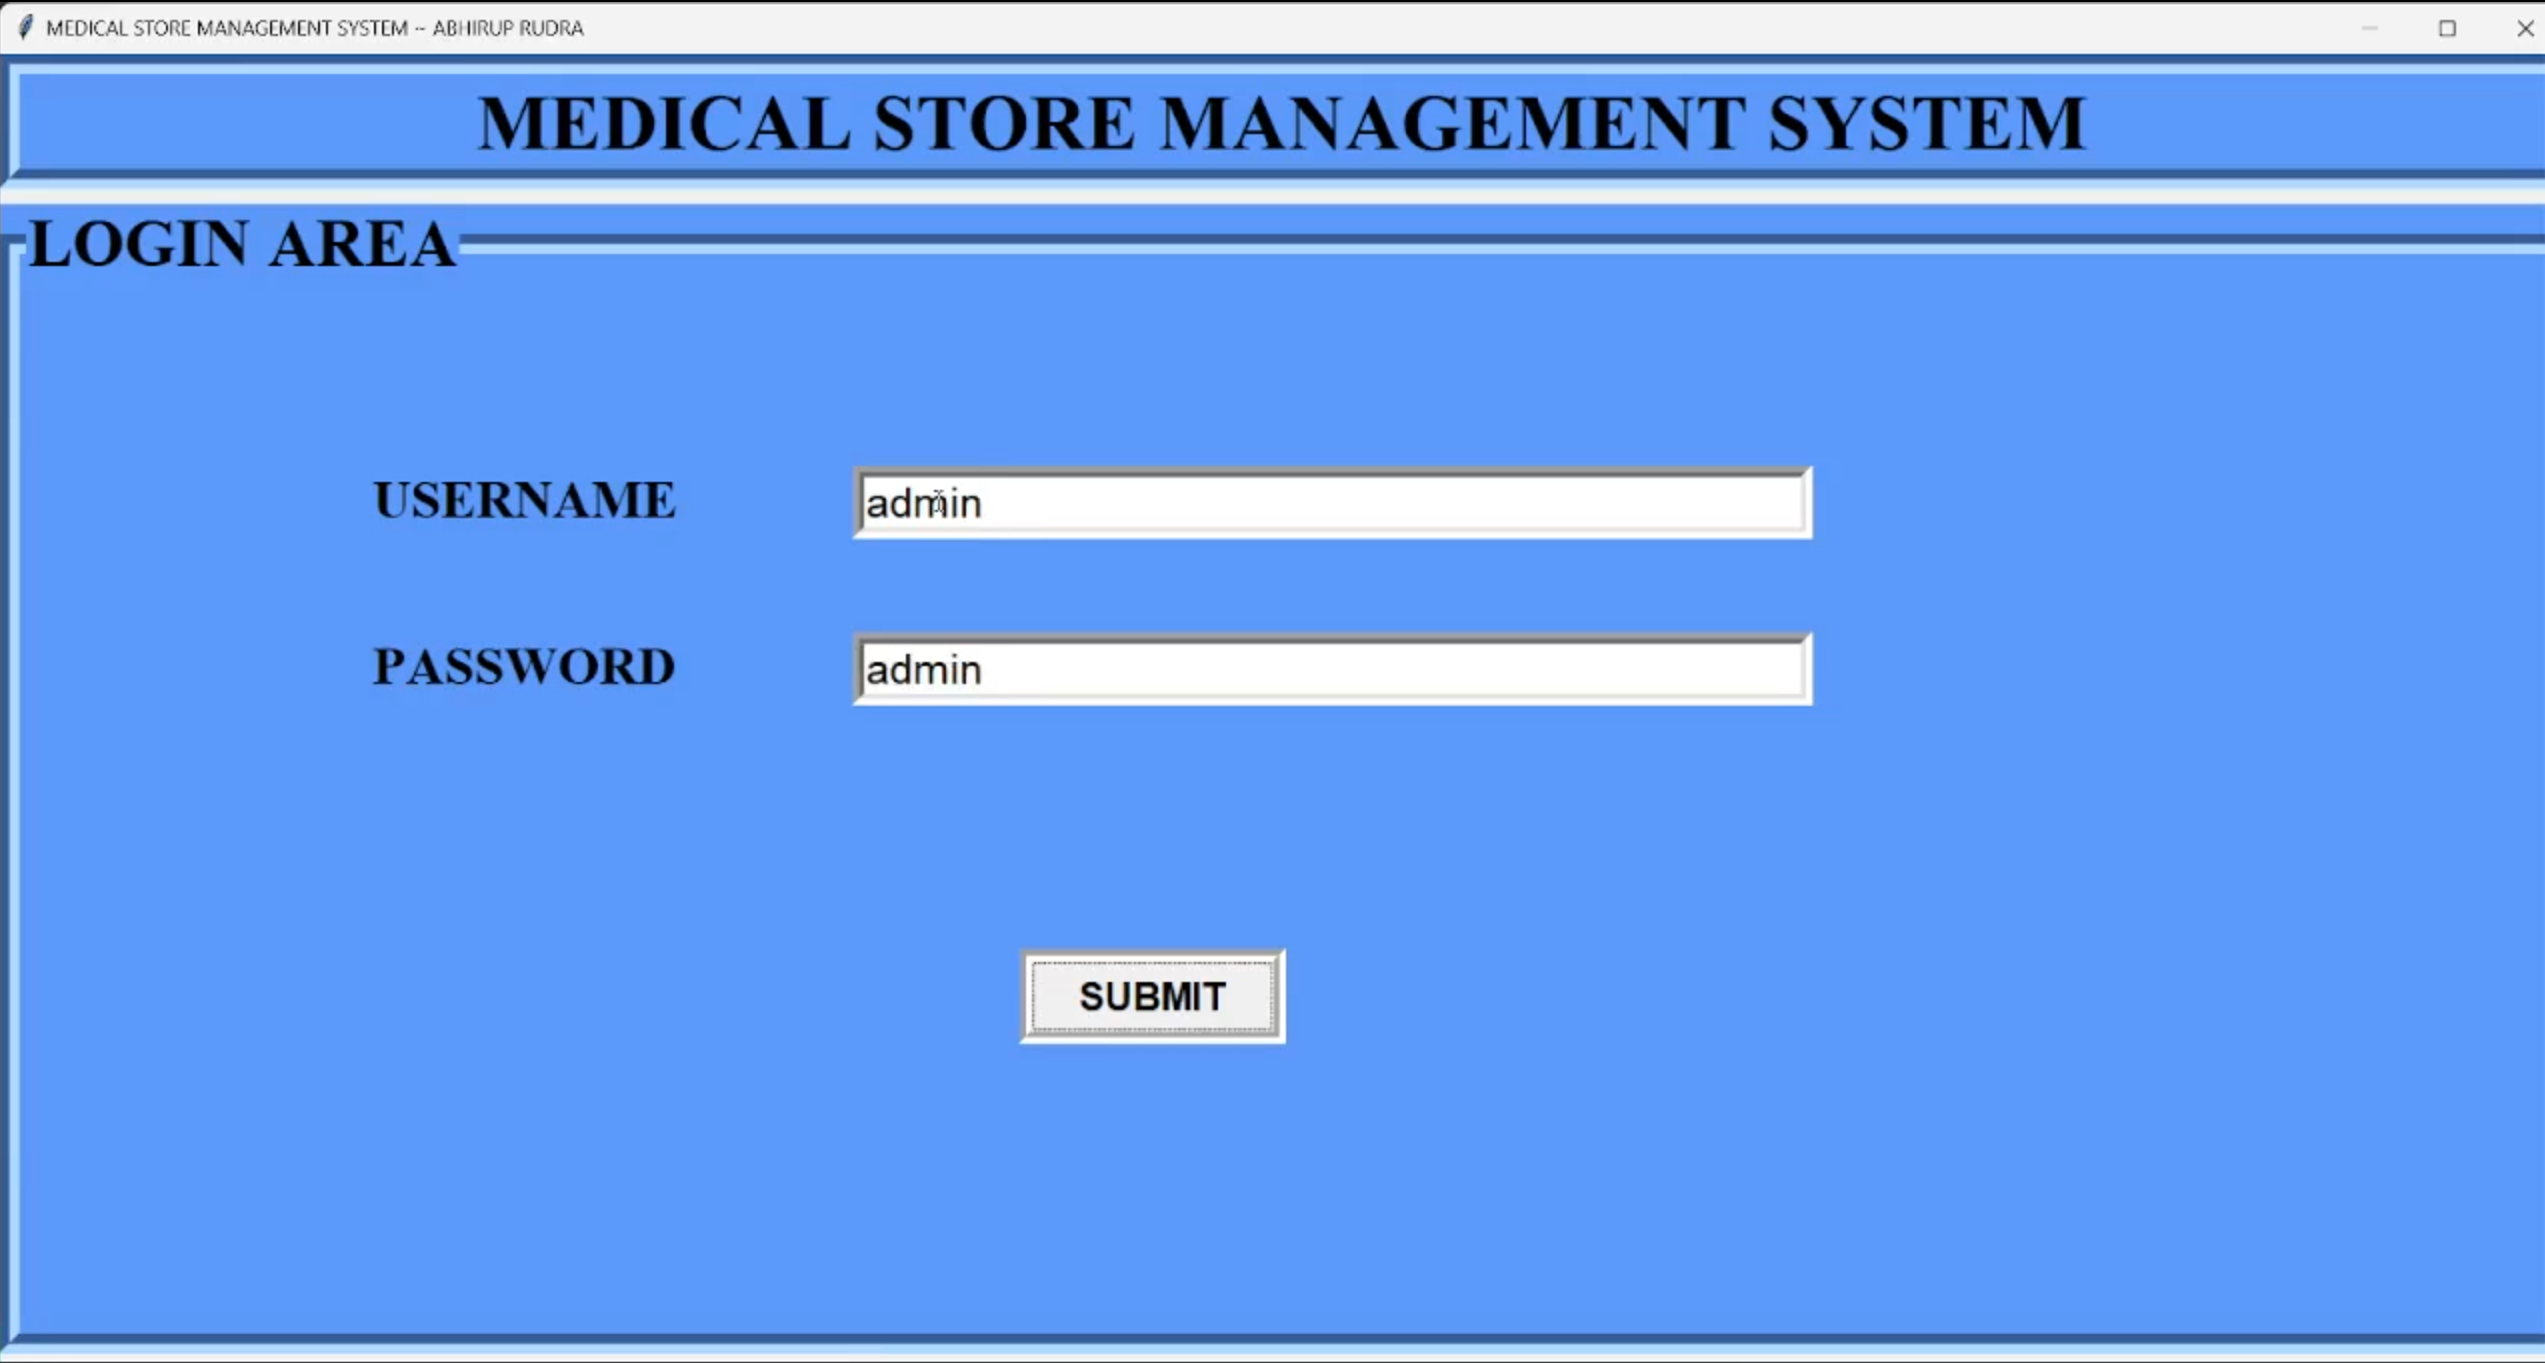 MEDICAL STORE MANAGEMENT SYSTEM -- ABHIRUP RUDRA
MEDICAL STORE MANAGEMENT SYSTEM
LOGIN AREA
USERNAME admin
PASSWORD admin
SUBMIT